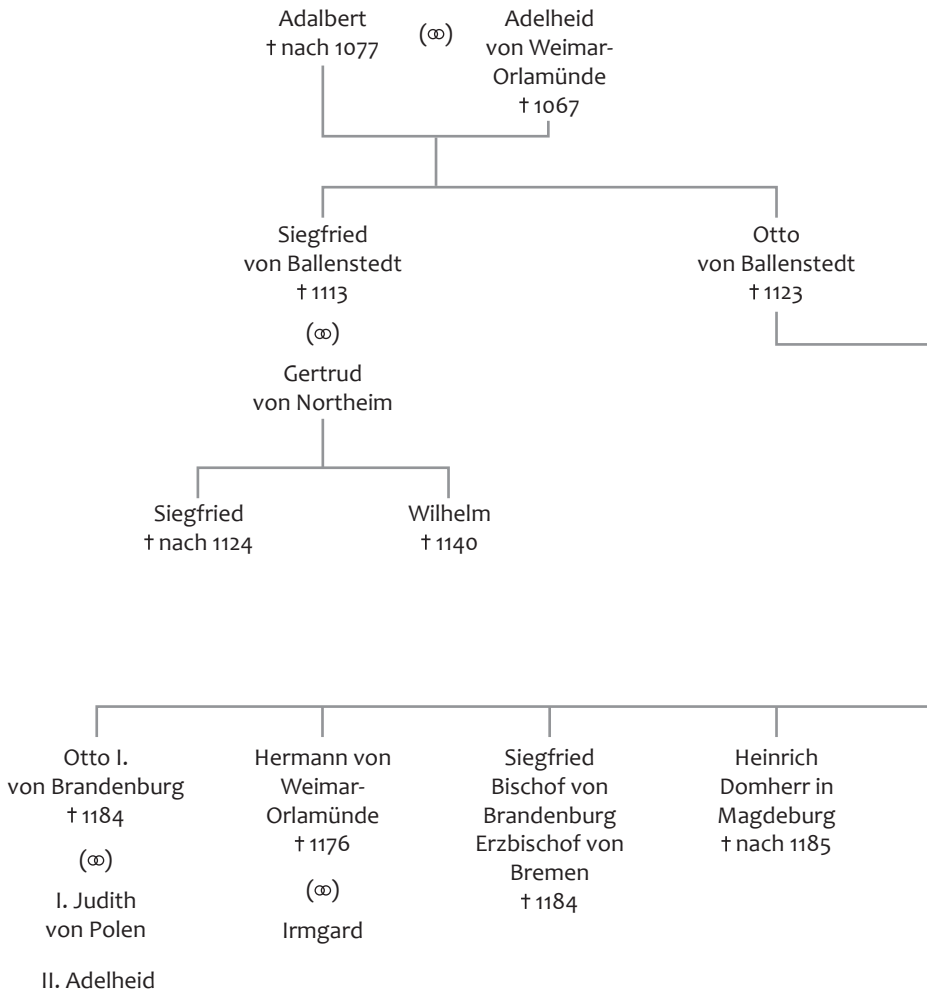 Adalbert
† nach 1077
(⚭)
Adelheid
von Weimar-
Orlamünde
† 1067
Siegfried
von Ballenstedt
† 1113
(⚭)
Gertrud
von Northeim
Otto
von Ballenstedt
† 1123
Siegfried
† nach 1124
Wilhelm
† 1140
Otto I.
von Brandenburg
† 1184
(⚭)
I. Judith
von Polen
II. Adelheid
Hermann von
Weimar-
Orlamünde
† 1176
(⚭)
Irmgard
Siegfried
Bischof von
Brandenburg
Erzbischof von
Bremen
† 1184
Heinrich
Domherr in
Magdeburg
† nach 1185